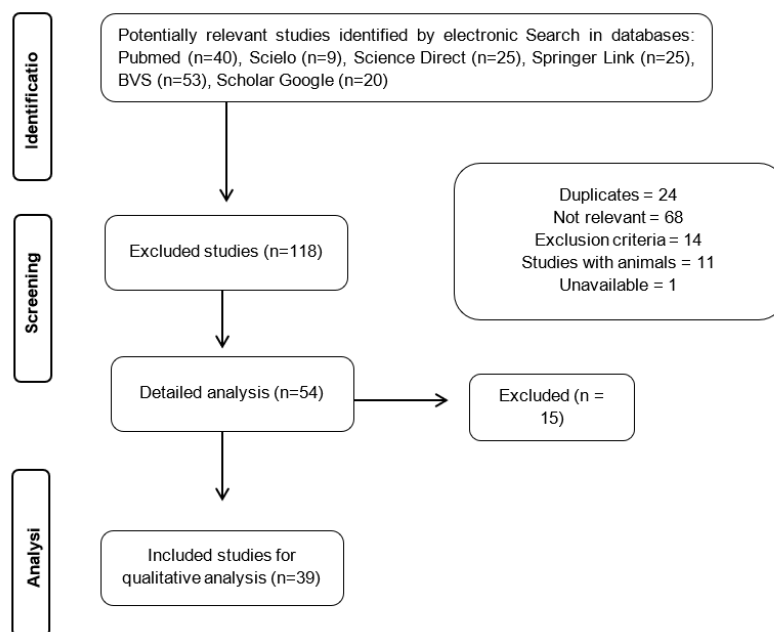 Identificatio
Potentially relevant studies identified by electronic Search in databases:
Pubmed (n=40), Scielo (n=9), Science Direct (n=25), Springer Link (n=25),
BVS (n=53), Scholar Google (n=20)
Screening
Excluded studies (n=118)
Duplicates = 24
Not relevant = 68
Exclusion criteria = 14
Studies with animals = 11
Unavailable = 1
Detailed analysis (n=54)
Excluded (n =
15)
Analysi
Included studies for
qualitative analysis (n=39)